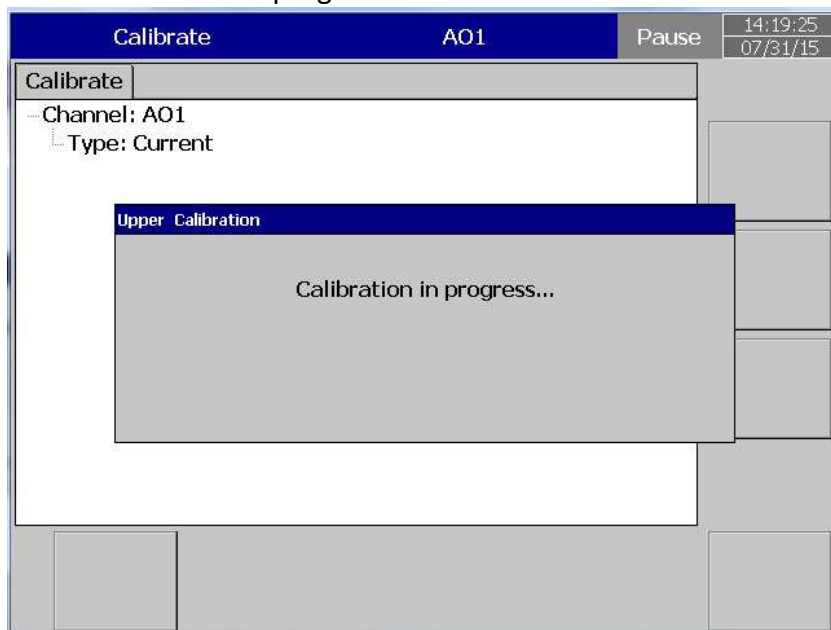 Calibrate AO1 Pause 14:19:25
07/31/15
Calibrate
Channel: AO1
Type: Current
Upper Calibration
Calibration in progress...